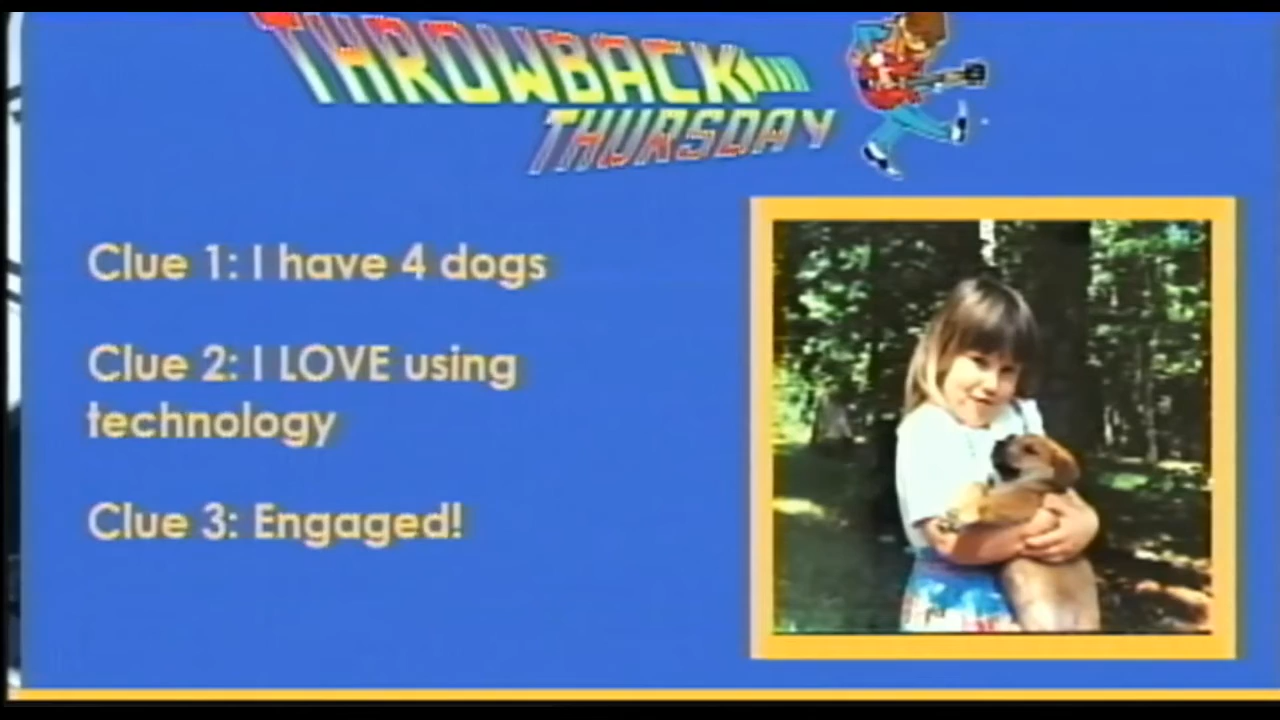 THROWBACK
THURSDAY
Clue 1: I have 4 dogs
Clue 2: I LOVE using
technology
Clue 3: Engaged!